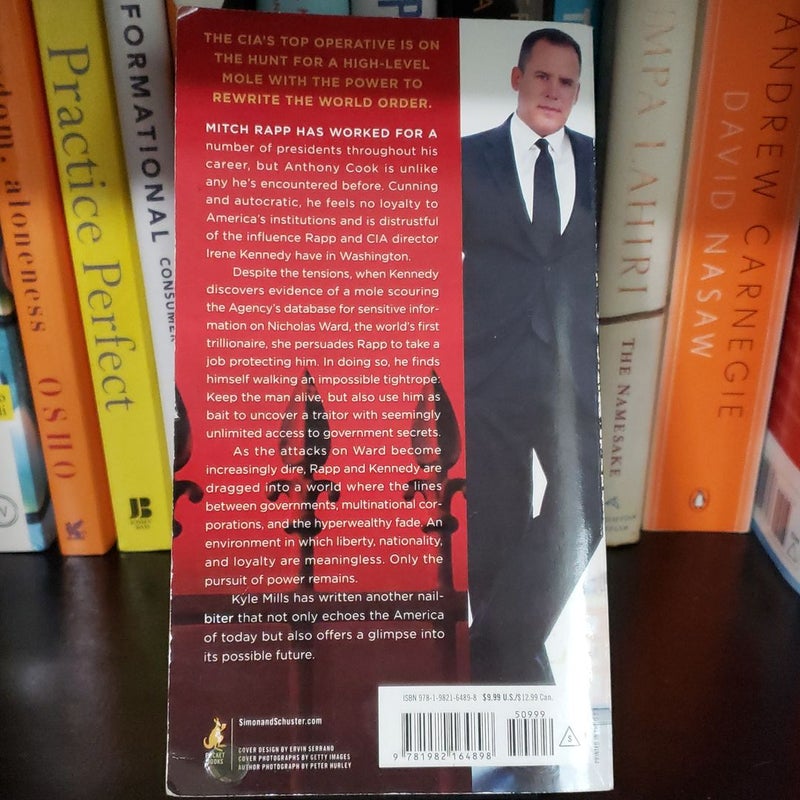 THE CIA'S TOP OPERATIVE IS ON
THE HUNT FOR A HIGH-LEVEL
MOLE WITH THE POWER TO
REWRITE THE WORLD ORDER.
MITCH RAPP HAS WORKED FOR A
number of presidents throughout his
career, but Anthony Cook is unlike
any he's encountered before. Cunning
and autocratic, he feels no loyalty to
America's institutions and is distrustful
of the influence Rapp and CIA director
Irene Kennedy have in Washington.
Despite the tensions, when Kennedy
discovers evidence of a mole scouring
the Agency's database for sensitive infor-
mation on Nicholas Ward, the world's first
trillionaire, she persuades Rapp to take a
job protecting him. In doing so, he finds
himself walking an impossible tightrope:
Keep the man alive, but also use him as
bait to uncover a traitor with seemingly
unlimited access to government secrets.
As the attacks on Ward become
increasingly dire, Rapp and Kennedy are
dragged into a world where the lines
between governments, multinational cor-
porations, and the hyperwealthy fade. An
environment in which liberty, nationality,
and loyalty are meaningless. Only the
pursuit of power remains.
Kyle Mills has written another nail-
biter that not only echoes the America
of today but also offers a glimpse into
its possible future.
POCKET
BOOKS
SimonandSchuster.com
COVER DESIGN BY ERVIN SERRANO
COVER PHOTOGRAPHS BY GETTY IMAGES
AUTHOR PHOTOGRAPH BY PETER HURLEY
ISBN 978-1-9821-6489-8 $9.99 U.S./$12.99 Can.
50999
9 781982 164898
S
aloneness
OSHO
Practice Perfect
JB
FORMATIONAL
CONSUMER
MPA LAHIRI
THE NAMESAKE
ANDREW CARNEGIE
DAVID NASAW